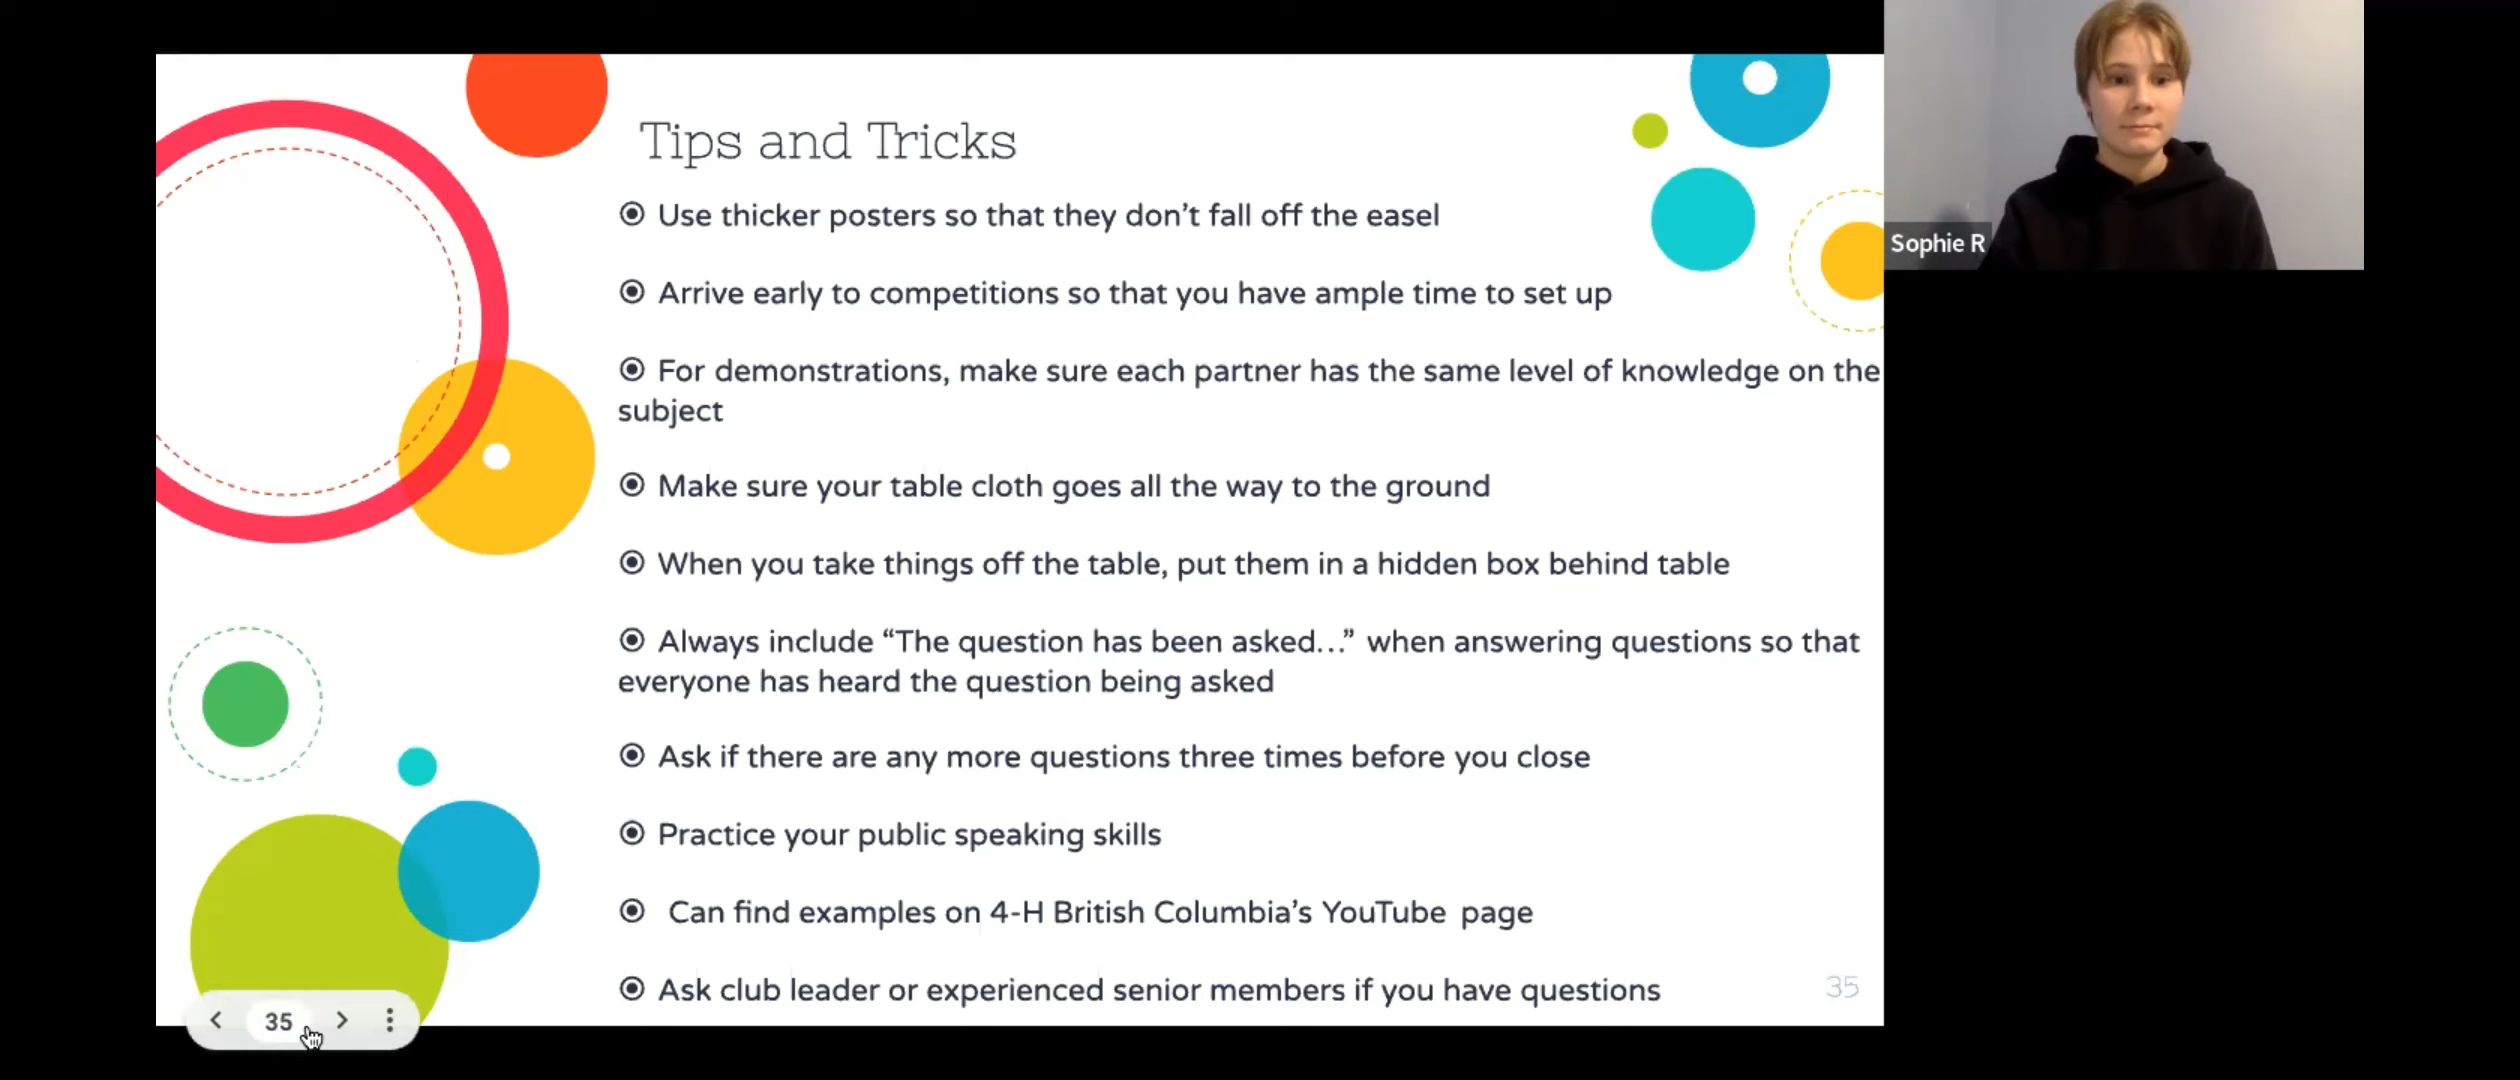 Tips and Tricks
Use thicker posters so that they don’t fall off the easel
Arrive early to competitions so that you have ample time to set up
For demonstrations, make sure each partner has the same level of knowledge on the
subject
Make sure your table cloth goes all the way to the ground
When you take things off the table, put them in a hidden box behind table
Always include “The question has been asked...” when answering questions so that
everyone has heard the question being asked
Ask if there are any more questions three times before you close
Practice your public speaking skills
Can find examples on 4-H British Columbia’s YouTube page
Ask club leader or experienced senior members if you have questions
35
35
Sophie R